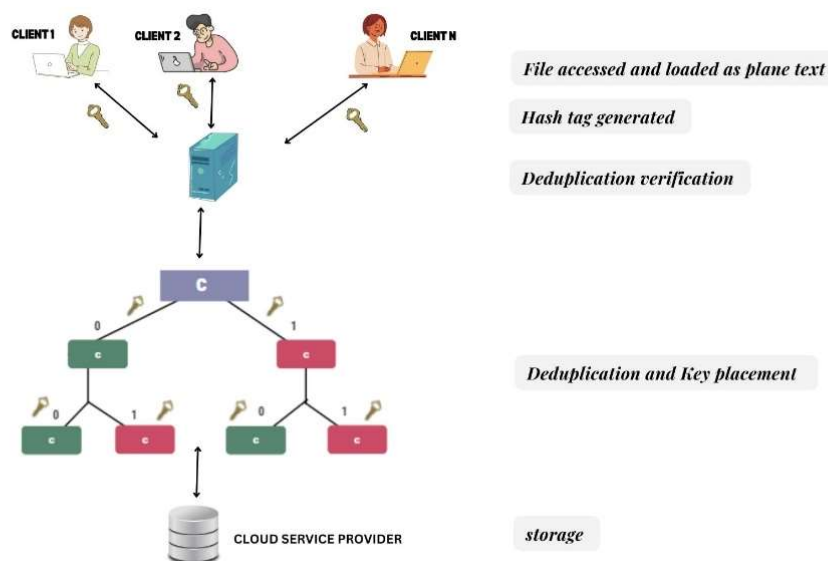 CLIENT 1
CLIENT 2
CLIENT N
File accessed and loaded as plane text
Hash tag generated
Deduplication verification
C
0
1
c
c
Deduplication and Key placement
0
1
0
1
c
c
c
c
CLOUD SERVICE PROVIDER
storage